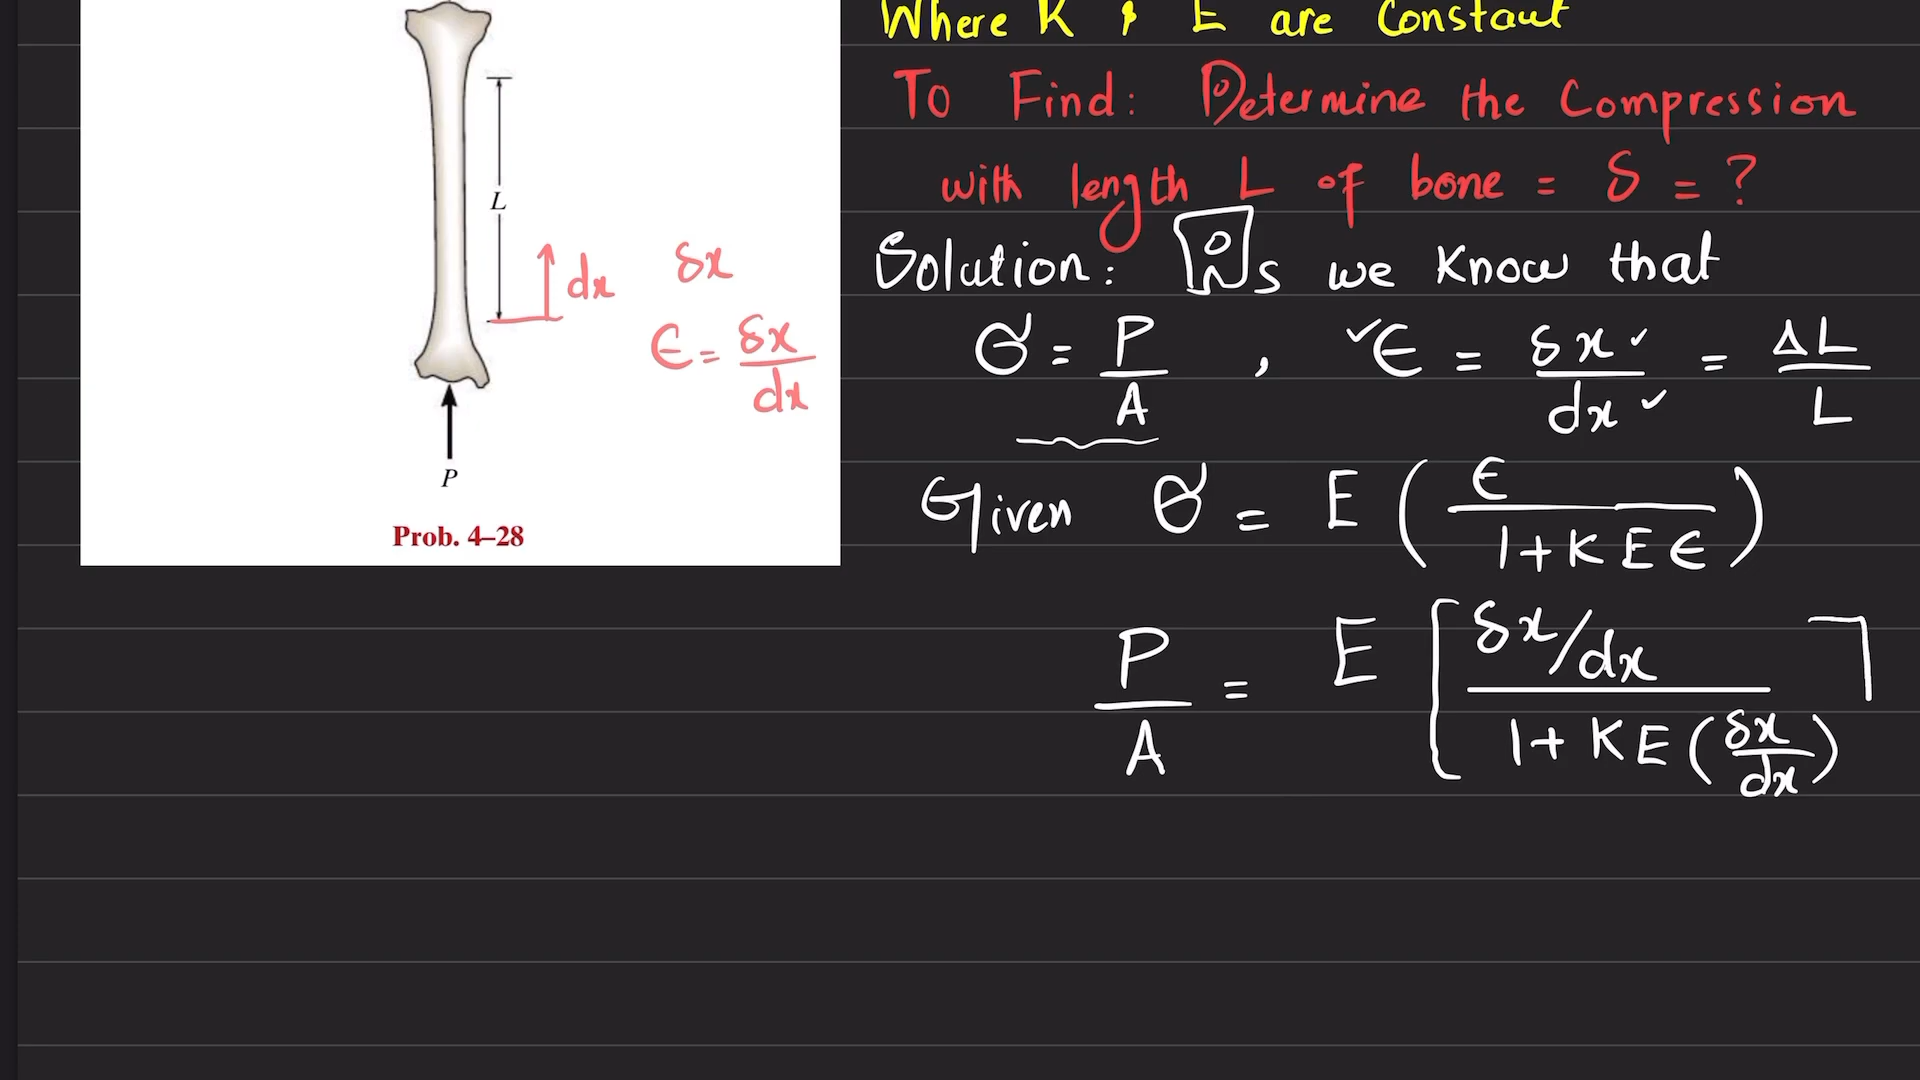 L
dx δx
ϵ = δx/dx
P
Prob. 4–28
Where K & E are Constant
To Find: Determine the Compression
with length L of bone = δ = ?
Solution: As we know that
σ = P/A , ✓ϵ = δx✓/dx✓ = ΔL/L
Given σ = E ( ϵ / 1+KEϵ )
P/A = E [ δx/dx / 1+KE(δx/dx) ]